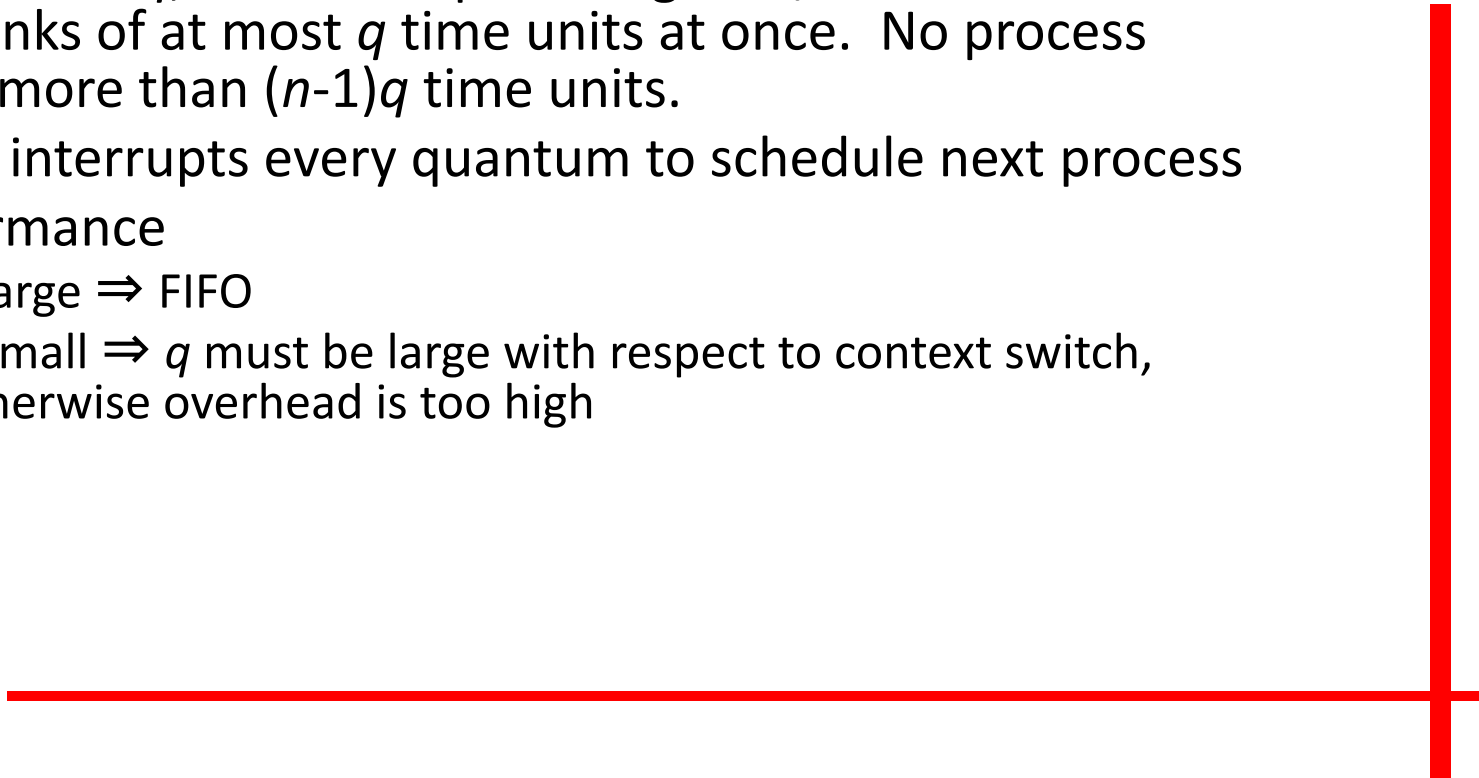 nks of at most q time units at once.  No process
more than (n-1)q time units.
interrupts every quantum to schedule next process
rmance
arge ⇒ FIFO
mall ⇒ q must be large with respect to context switch,
herwise overhead is too high